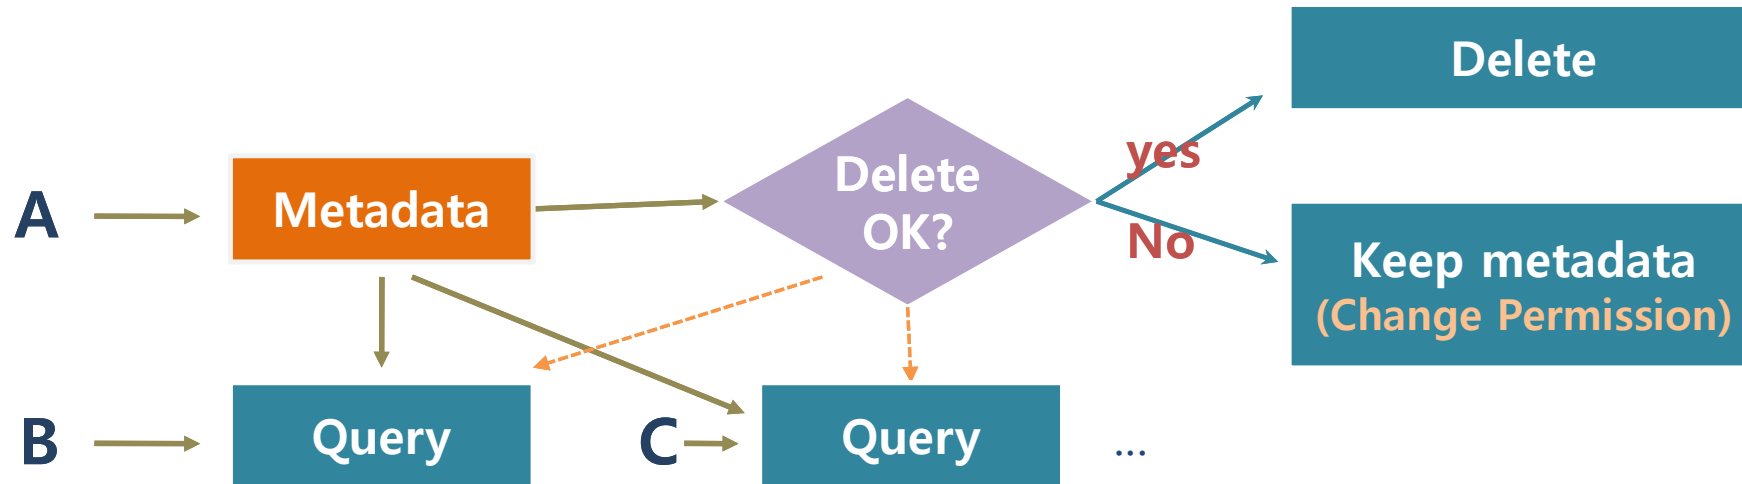 Delete
yes
Delete
OK?
A
Metadata
No
Keep metadata
(Change Permission)
B
Query
C
Query
...